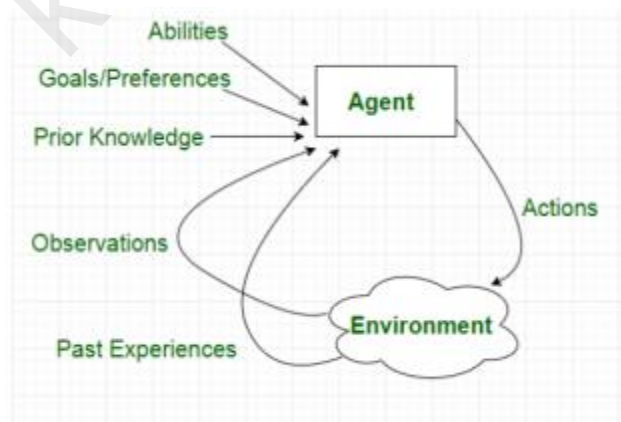 Abilities
Goals/Preferences
Agent
Prior Knowledge
Actions
Observations
Environment
Past Experiences